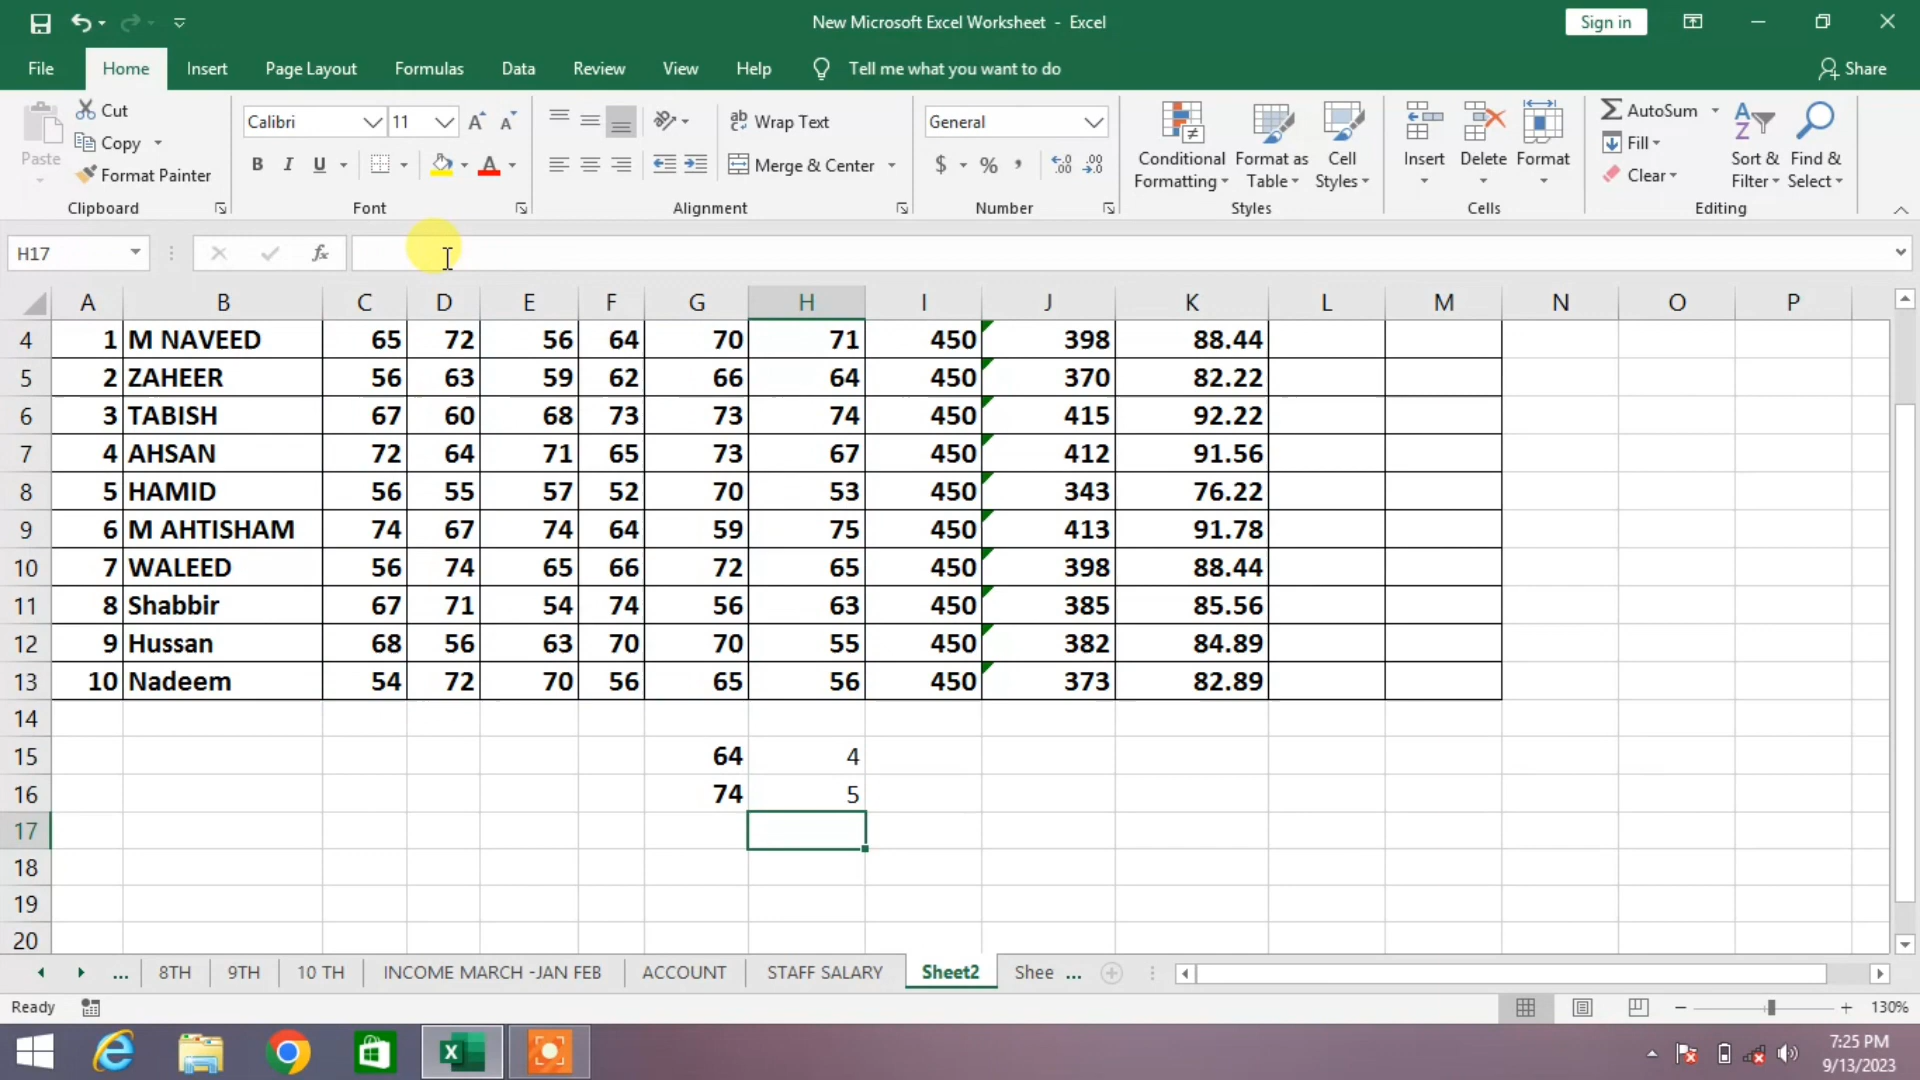 New Microsoft Excel Worksheet - Excel
Sign in
File Home Insert Page Layout Formulas Data Review View Help Tell me what you want to do Share
Paste
Cut
Copy
Format Painter
Clipboard
Calibri 11
B I U
Font
Wrap Text
Merge & Center
Alignment
General
$ % ,
Number
Conditional Formatting
Format as Table
Cell Styles
Styles
Insert
Delete
Format
Cells
AutoSum
Fill
Clear
Sort & Filter
Find & Select
Editing
H17 fx
A B C D E F G H I J K L M N O P
4 1 M NAVEED 65 72 56 64 70 71 450 398 88.44
5 2 ZAHEER 56 63 59 62 66 64 450 370 82.22
6 3 TABISH 67 60 68 73 73 74 450 415 92.22
7 4 AHSAN 72 64 71 65 73 67 450 412 91.56
8 5 HAMID 56 55 57 52 70 53 450 343 76.22
9 6 M AHTISHAM 74 67 74 64 59 75 450 413 91.78
10 7 WALEED 56 74 65 66 72 65 450 398 88.44
11 8 Shabbir 67 71 54 74 56 63 450 385 85.56
12 9 Hussan 68 56 63 70 70 55 450 382 84.89
13 10 Nadeem 54 72 70 56 65 56 450 373 82.89
14
15 64 4
16 74 5
17
18
19
20
... 8TH 9TH 10 TH INCOME MARCH -JAN FEB ACCOUNT STAFF SALARY Sheet2 Shee ...
Ready 130%
7:25 PM
9/13/2023